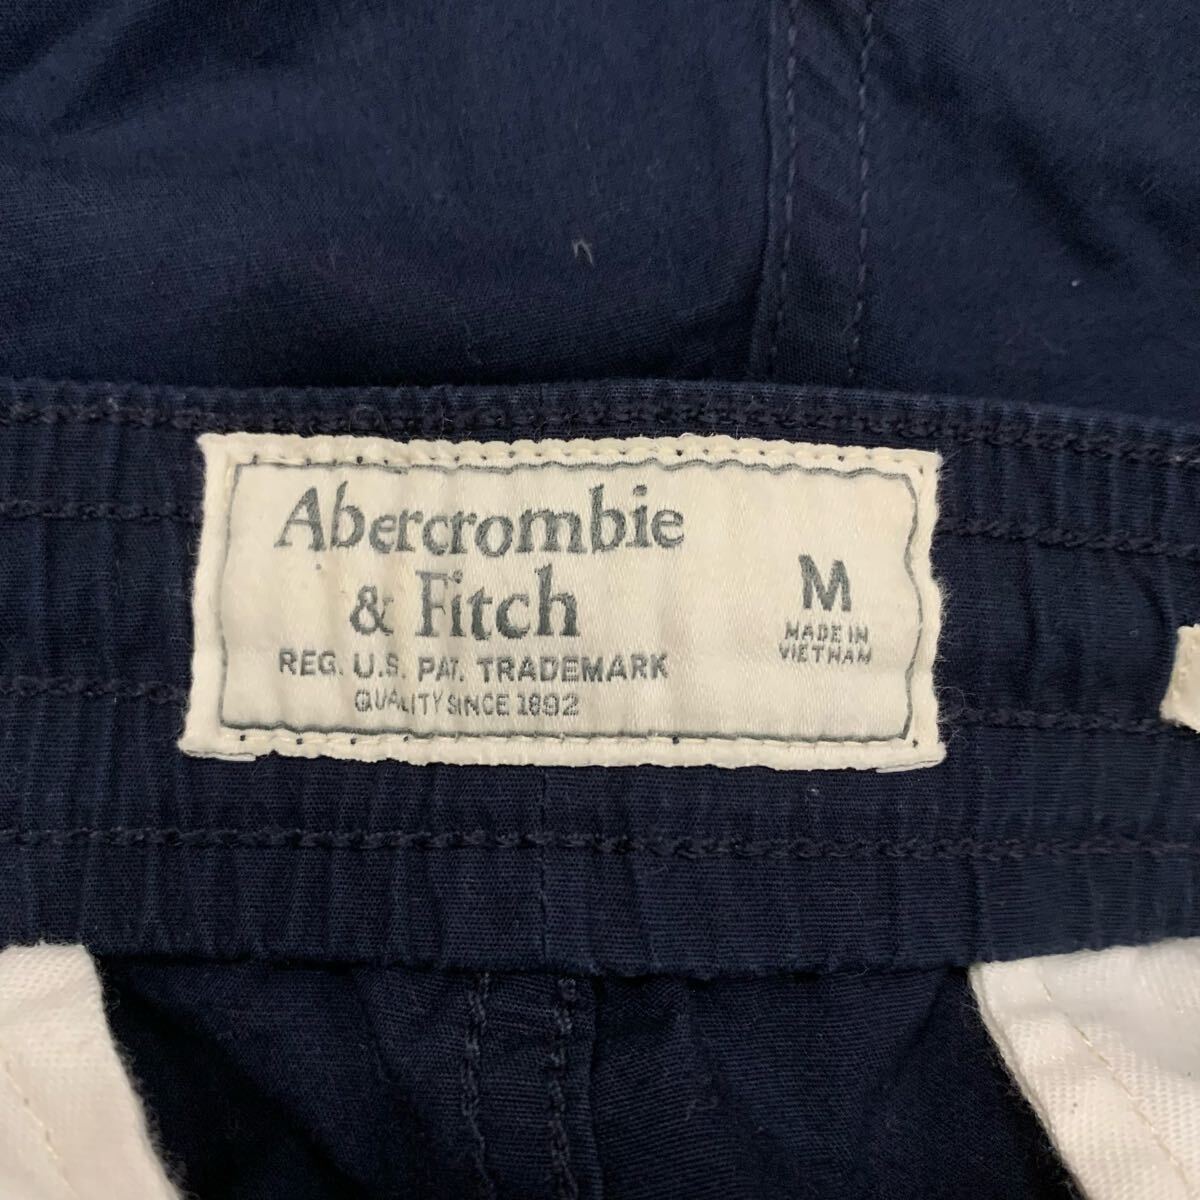 Abercrombie
& Fitch
REG. U.S. PAT. TRADEMARK
QUALITY SINCE 1892
M
MADE IN
VIETNAM